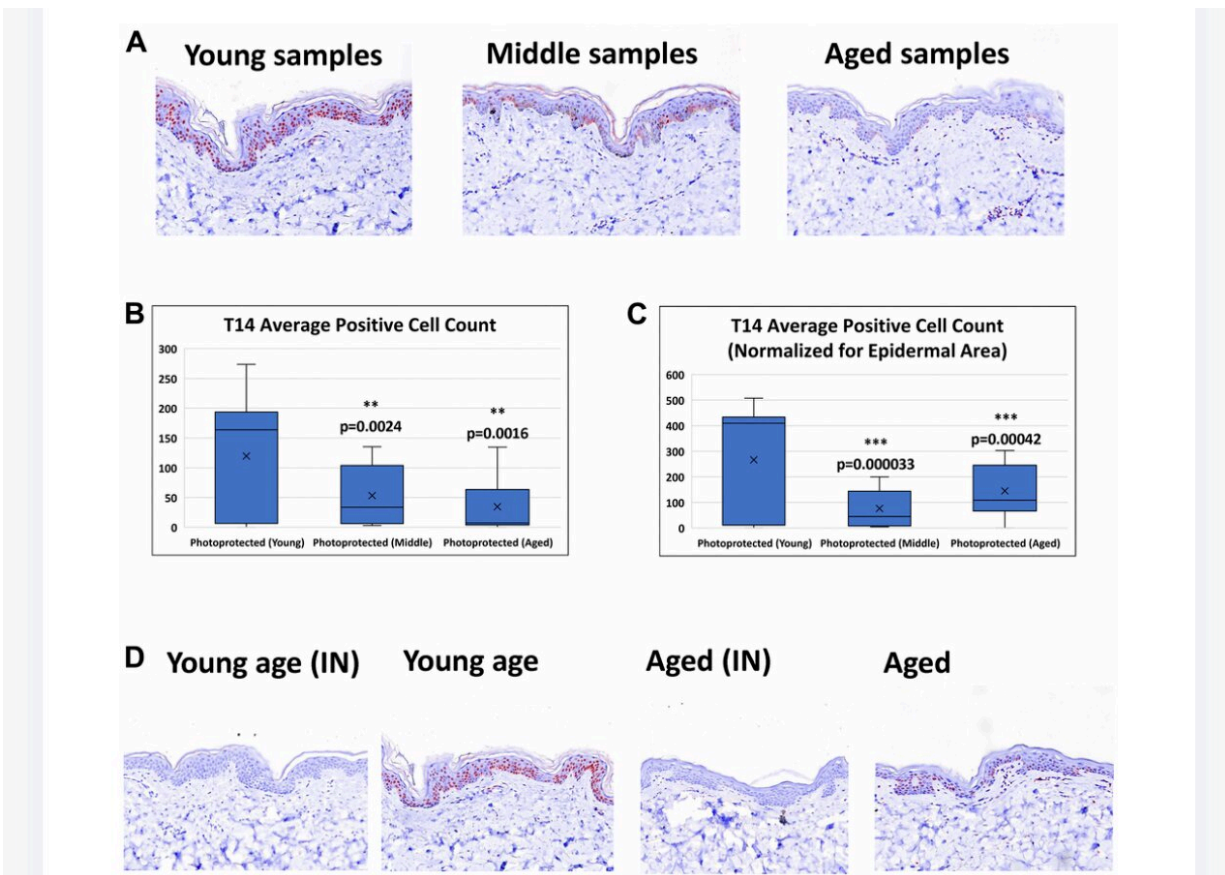 A
Young samples
Middle samples
Aged samples
B
T14 Average Positive Cell Count
300
250
200
150
100
50
0
**
p=0.0024
**
p=0.0016
Photoprotected (Young)
Photoprotected (Middle)
Photoprotected (Aged)
C
T14 Average Positive Cell Count
(Normalized for Epidermal Area)
600
500
400
300
200
100
0
***
p=0.000033
***
p=0.00042
Photoprotected (Young)
Photoprotected (Middle)
Photoprotected (Aged)
D
Young age (IN)
Young age
Aged (IN)
Aged